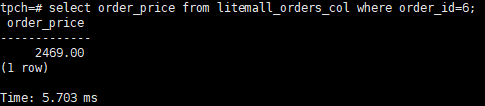 tpch=# select order_price from litemall_orders_col where order_id=6;
 order_price
-------------
     2469.00
(1 row)

Time: 5.703 ms